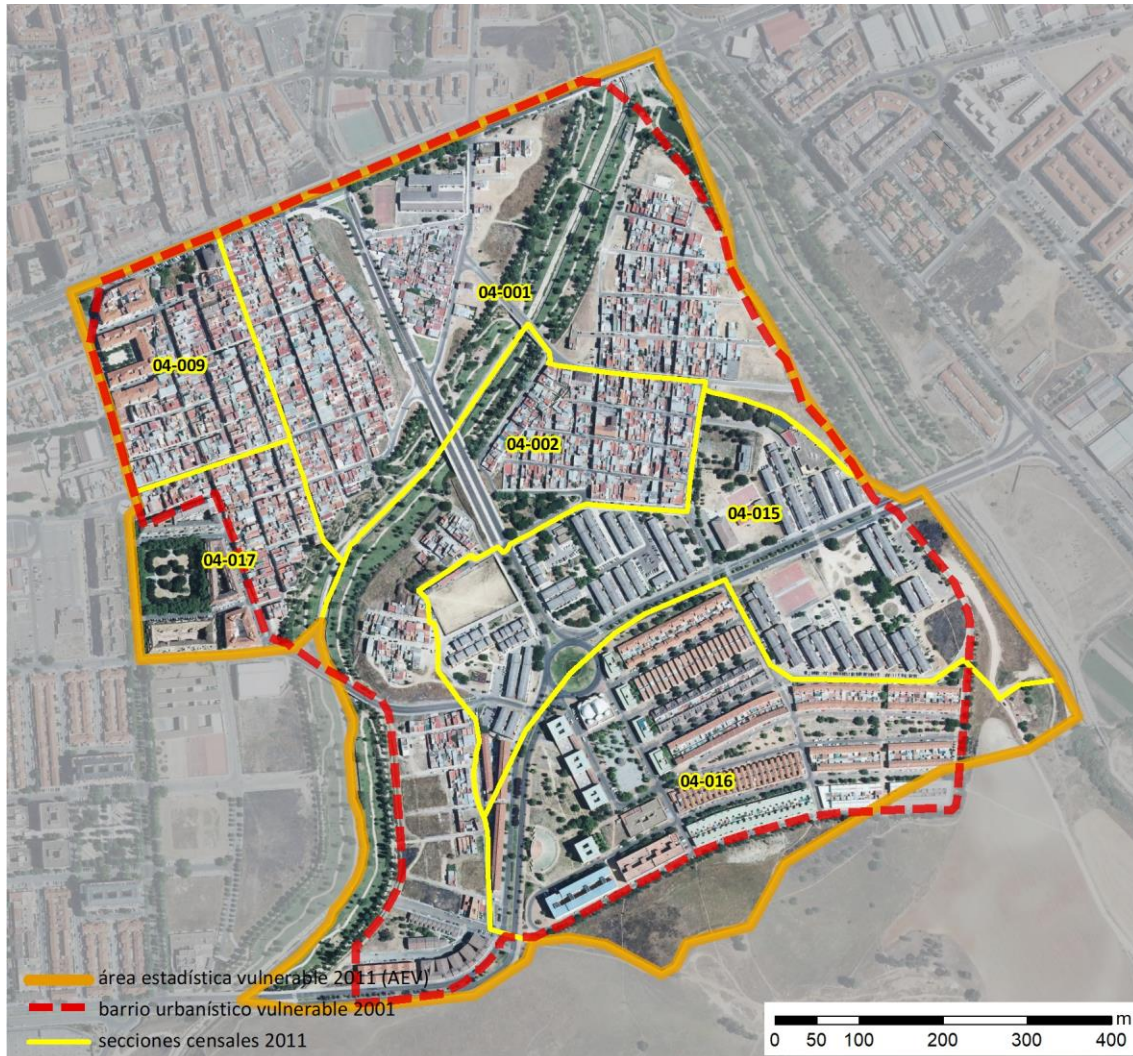 04-001
04-009
04-002
04-015
04-017
04-016
área estadística vulnerable 2011 (AEV)
barrio urbanístico vulnerable 2001
secciones censales 2011
m
0 50 100 200 300 400